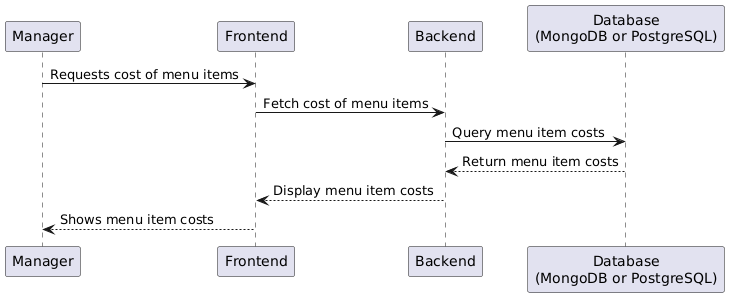 Manager
Frontend
Backend
Database
(MongoDB or PostgreSQL)
Requests cost of menu items
Fetch cost of menu items
Query menu item costs
Return menu item costs
Display menu item costs
Shows menu item costs
Manager
Frontend
Backend
Database
(MongoDB or PostgreSQL)